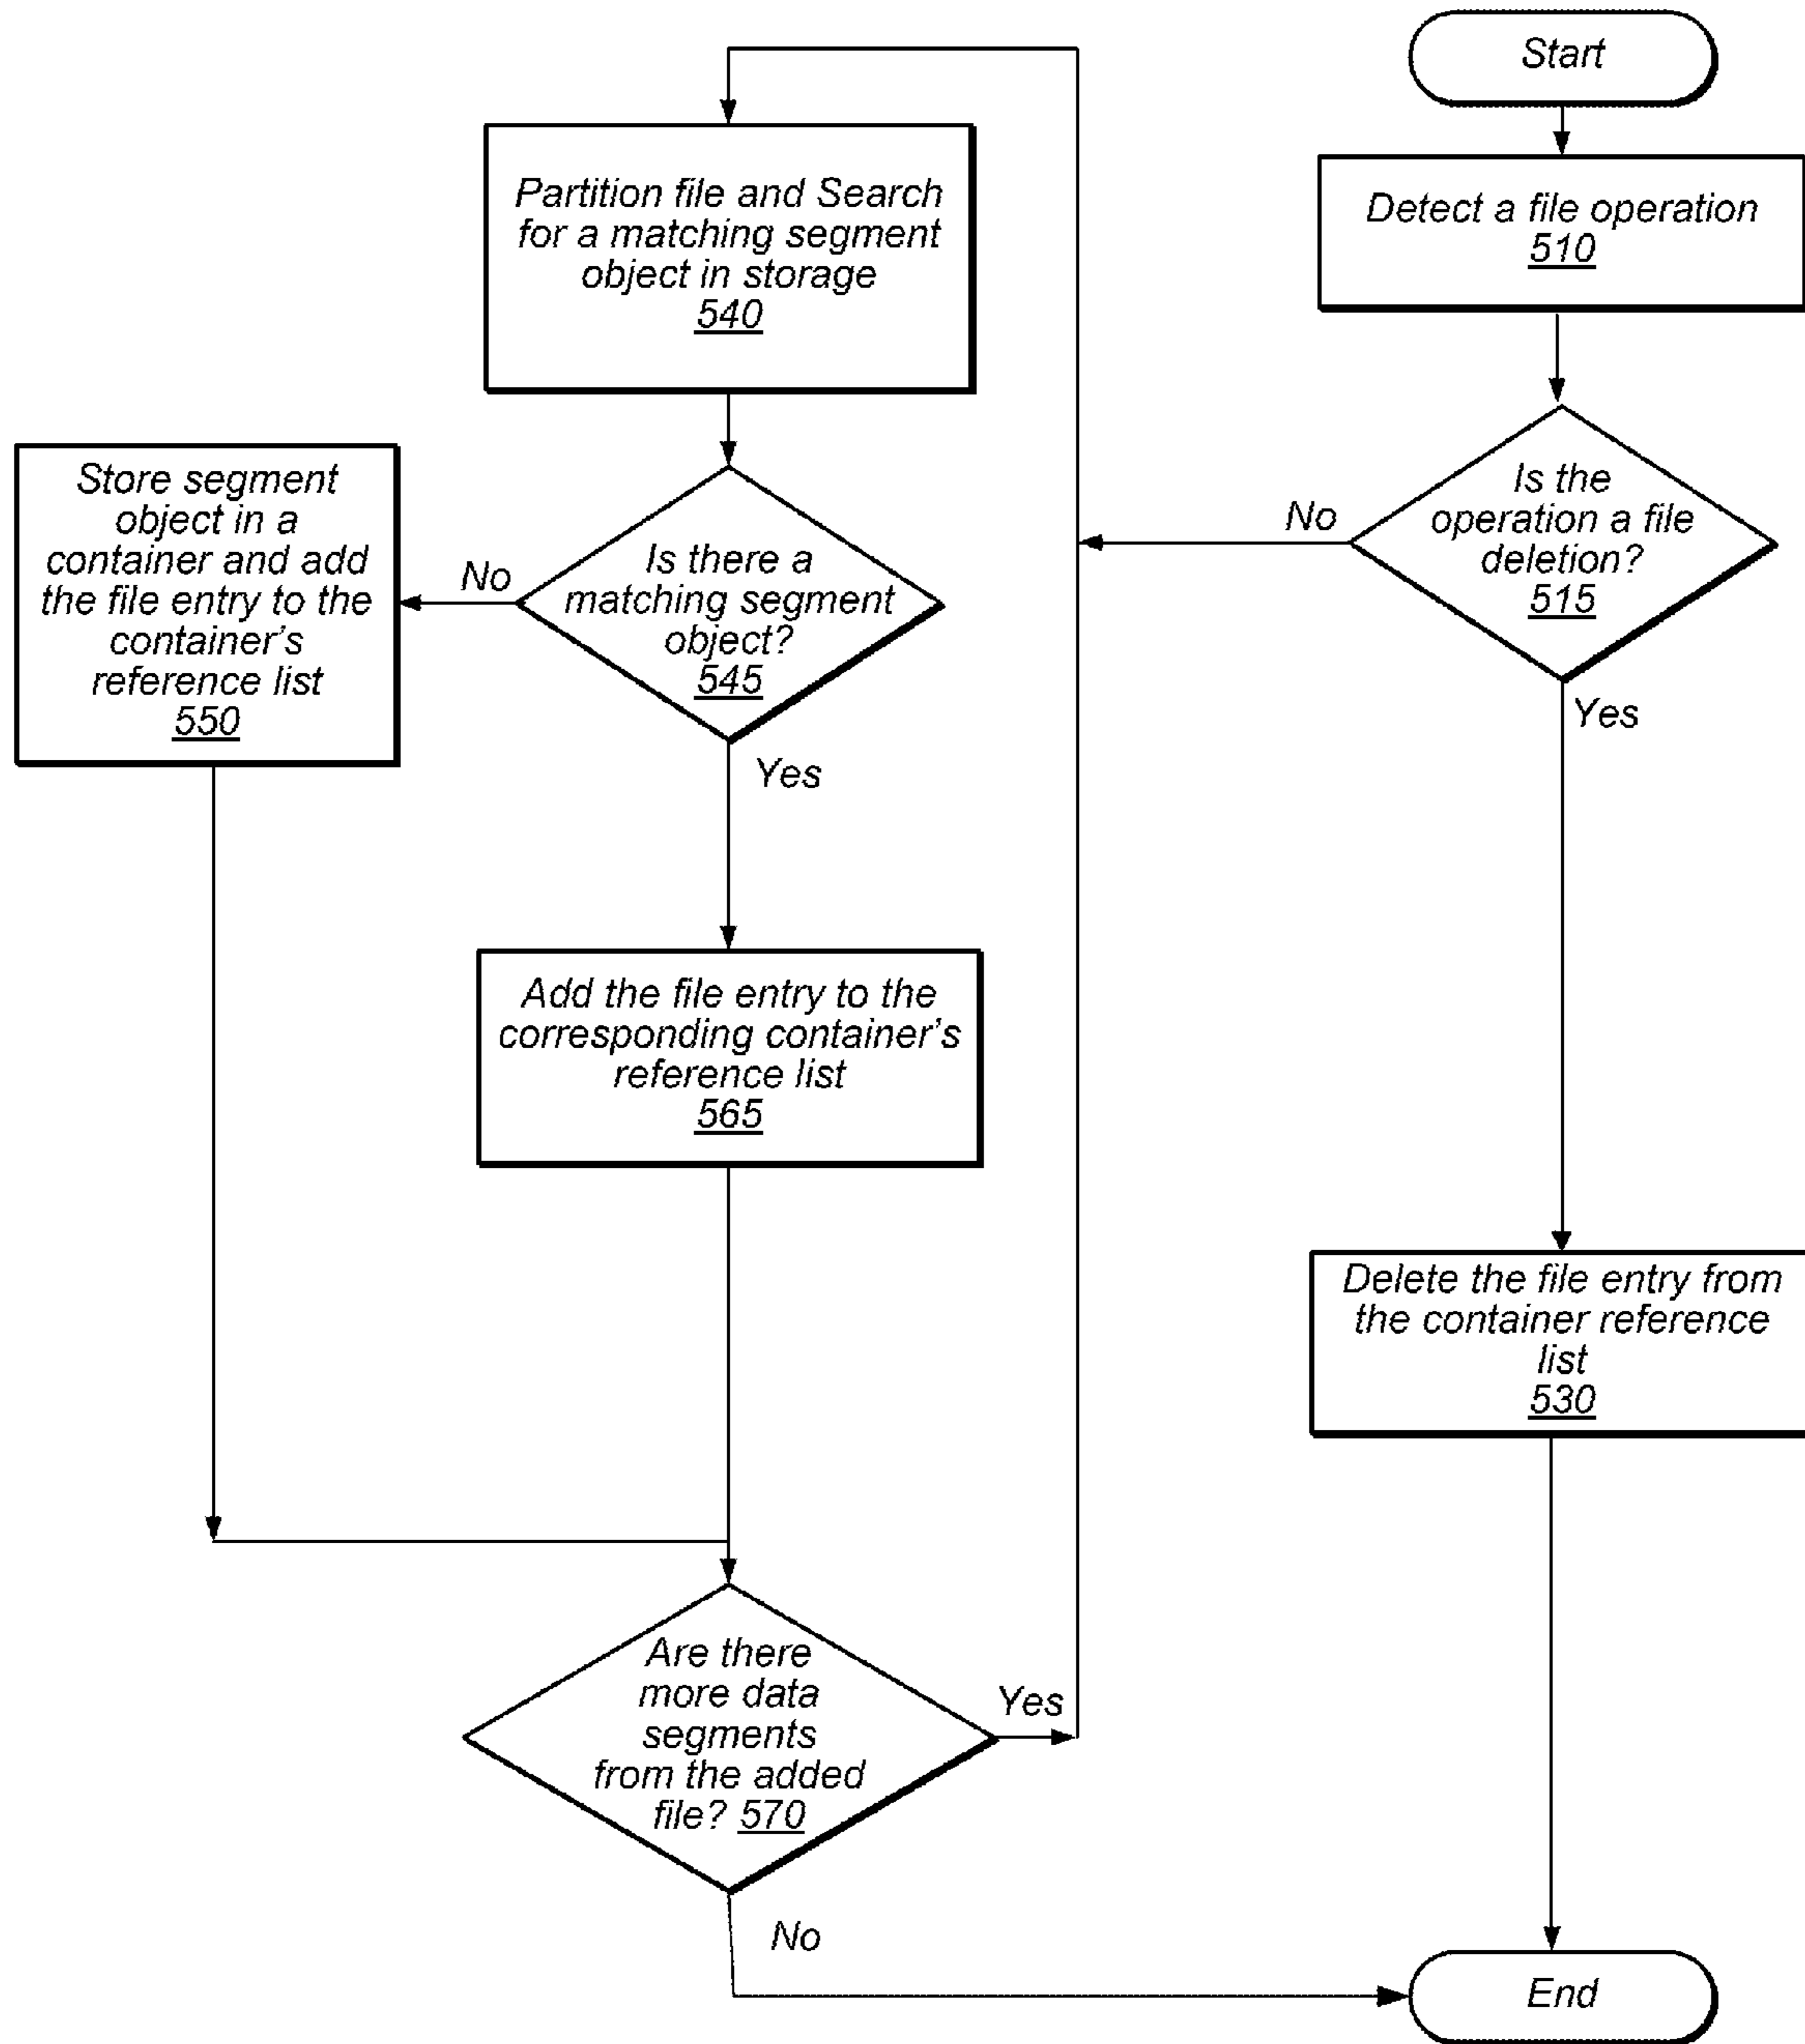 Start
Detect a file operation
510
Is the
operation a file
deletion?
515
No
Yes
Partition file and Search
for a matching segment
object in storage
540
Is there a
matching segment
object?
545
No
Yes
Store segment
object in a
container and add
the file entry to the
container's
reference list
550
Add the file entry to the
corresponding container's
reference list
565
Delete the file entry from
the container reference
list
530
Are there
more data
segments
from the added
file? 570
Yes
No
End